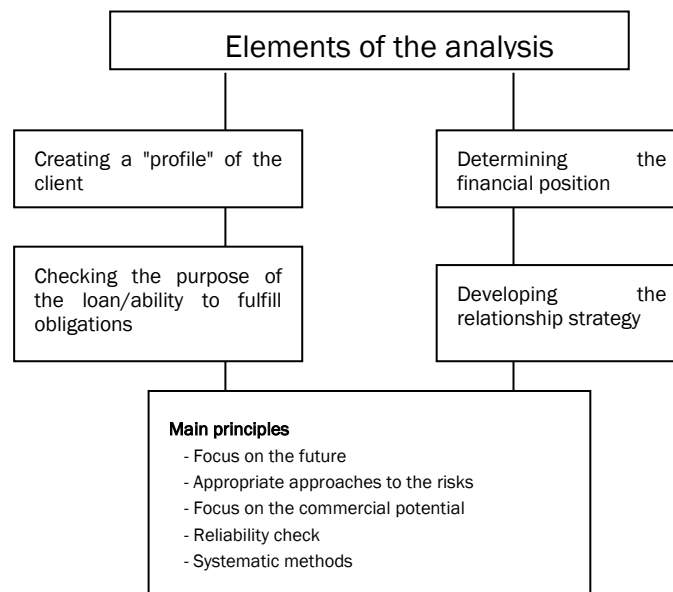 Elements of the analysis
Creating a "profile" of the
client
Determining the
financial position
Checking the purpose of
the loan/ability to fulfill
obligations
Developing the
relationship strategy
Main principles
- Focus on the future
- Appropriate approaches to the risks
- Focus on the commercial potential
- Reliability check
- Systematic methods